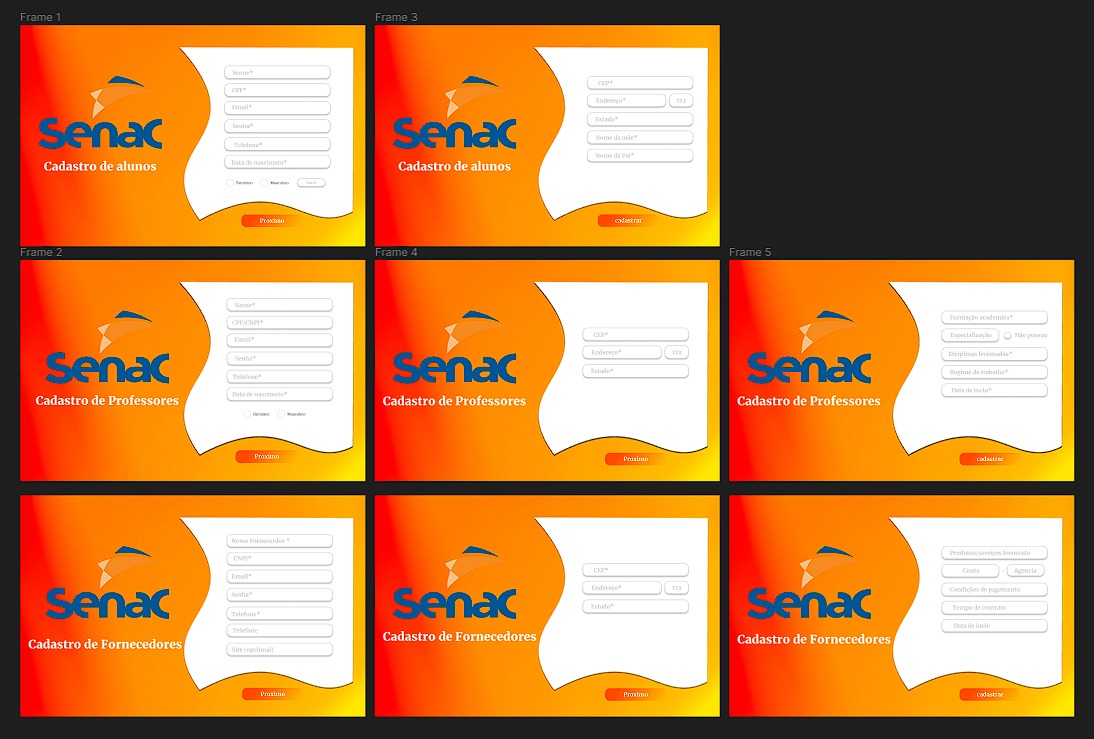 Frame 1
Senac
Cadastro de alunos
Nome*
CPF*
Email*
Senha*
Telefone*
Data de nascimeto*
Feminino
Masculino
Proximo
Frame 3
Senac
Cadastro de alunos
CEP*
Endereço*
123
Estado*
Nome da mãe*
Nome da Pai*
cadastrar
Frame 2
Senac
Cadastro de Professores
Nome*
CPF/CNPJ*
Email*
Senha*
Telefone*
Data de nascimeto*
Feminino
Masculino
Proximo
Frame 4
Senac
Cadastro de Professores
CEP*
Endereço*
123
Estado*
Proximo
Frame 5
Senac
Cadastro de Professores
Formação academica*
Especialização
Não possuo
Diciplinas lecionadas*
Regime de trabalho*
Data de incio*
cadastrar
Senac
Cadastro de Fornecedores
Nome Fornecerdor *
CNPJ*
Email*
Senha*
Telefone*
Telefone
Site (opcional)
Proximo
Senac
Cadastro de Fornecedores
CEP*
Endereço*
123
Estado*
Proximo
Senac
Cadastro de Fornecedores
Produtos/serviços fornecido
Conta
-
Agencia
Condições de pagamento
Tempo de contrato
Data de incio
cadastrar